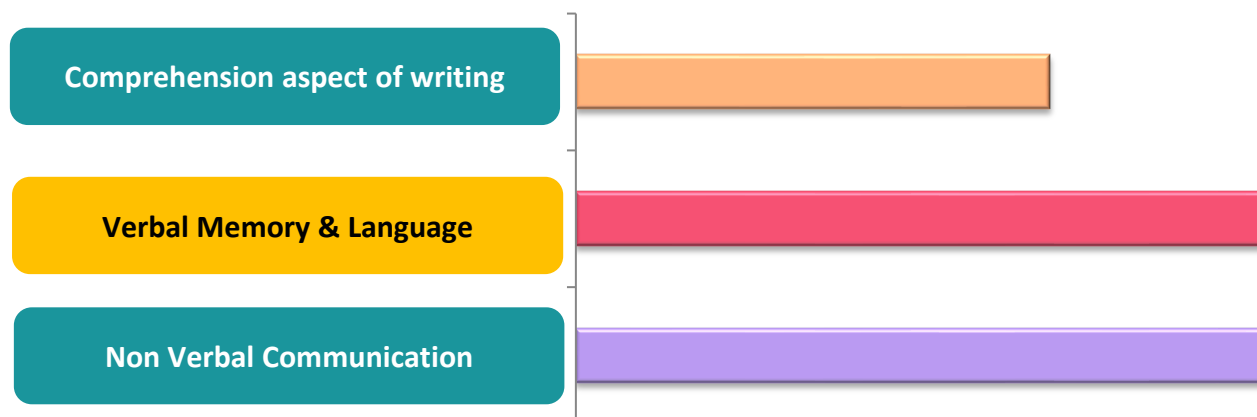 Comprehension aspect of writing
Verbal Memory & Language
Non Verbal Communication